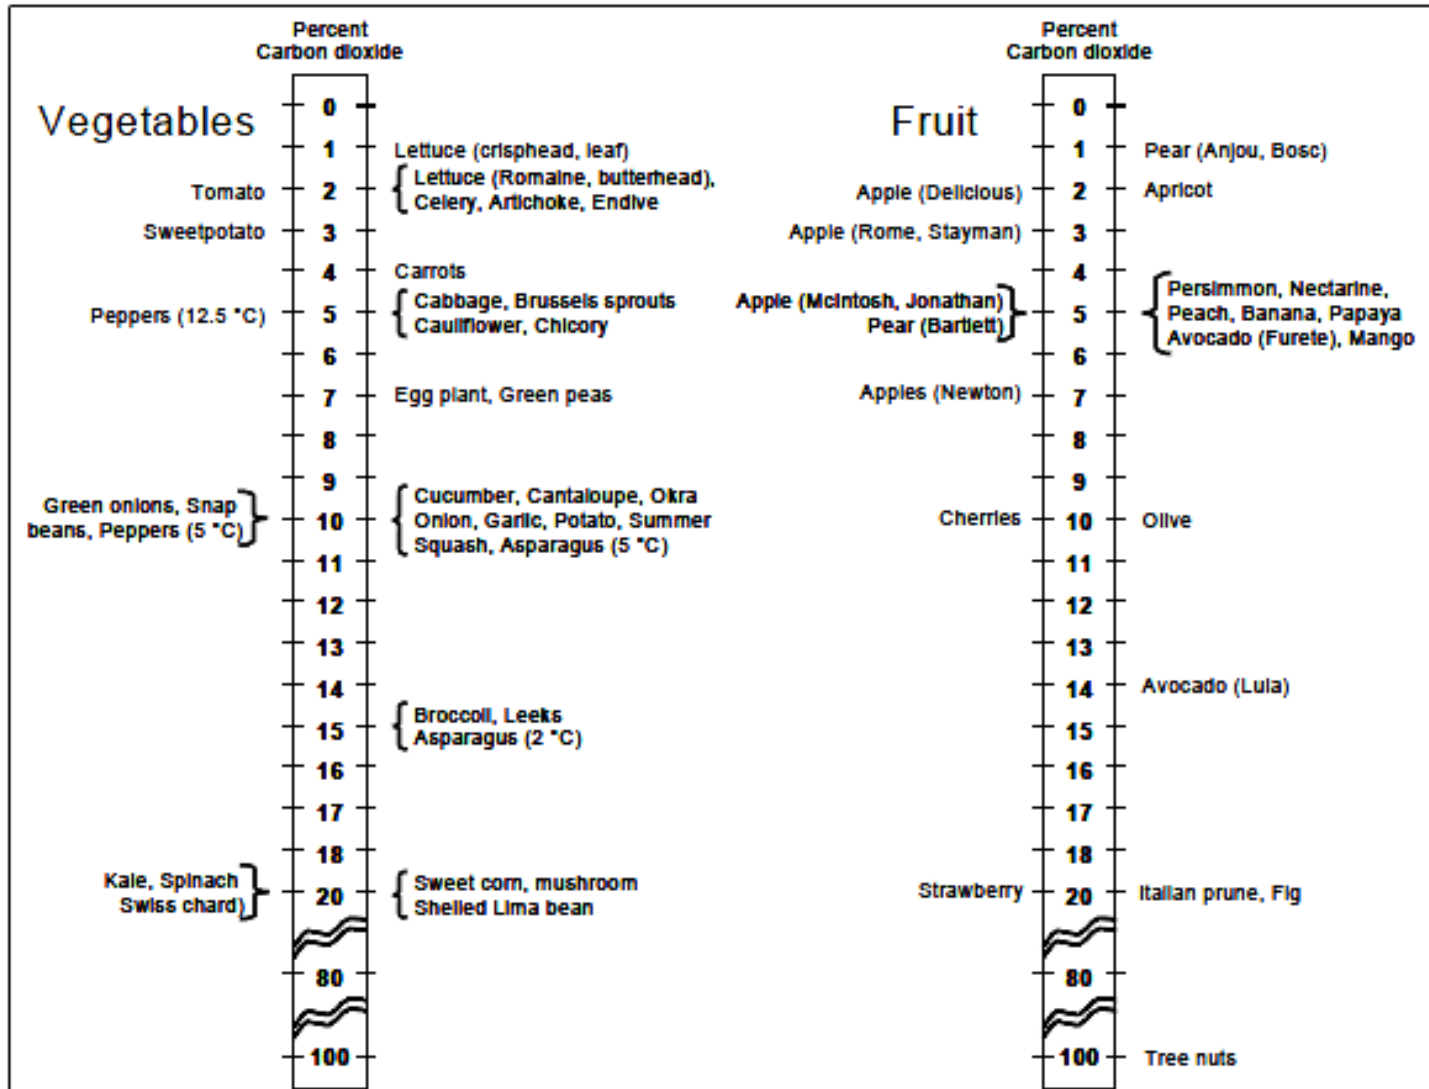 Percent
Carbon dioxide
Vegetables
0
1
2
3
4
5
6
7
8
9
10
11
12
13
14
15
16
17
18
20
80
100
Tomato
Sweetpotato
Peppers (12.5 °C)
Green onions, Snap
beans, Peppers (5 °C)
Kale, Spinach
Swiss chard)
Lettuce (crisphead, leaf)
Lettuce (Romaine, butterhead),
Celery, Artichoke, Endive
Carrots
Cabbage, Brussels sprouts
Cauliflower, Chicory
Egg plant, Green peas
Cucumber, Cantaloupe, Okra
Onion, Garlic, Potato, Summer
Squash, Asparagus (5 °C)
Broccoli, Leeks
Asparagus (2 °C)
Sweet corn, mushroom
Shelled Lima bean
Percent
Carbon dioxide
Fruit
0
1
2
3
4
5
6
7
8
9
10
11
12
13
14
15
16
17
18
20
80
100
Apple (Delicious)
Apple (Rome, Stayman)
Apple (McIntosh, Jonathan)
Pear (Bartlett)
Apples (Newton)
Cherries
Strawberry
Pear (Anjou, Bosc)
Apricot
Persimmon, Nectarine,
Peach, Banana, Papaya
Avocado (Furete), Mango
Olive
Avocado (Lula)
Italian prune, Fig
Tree nuts